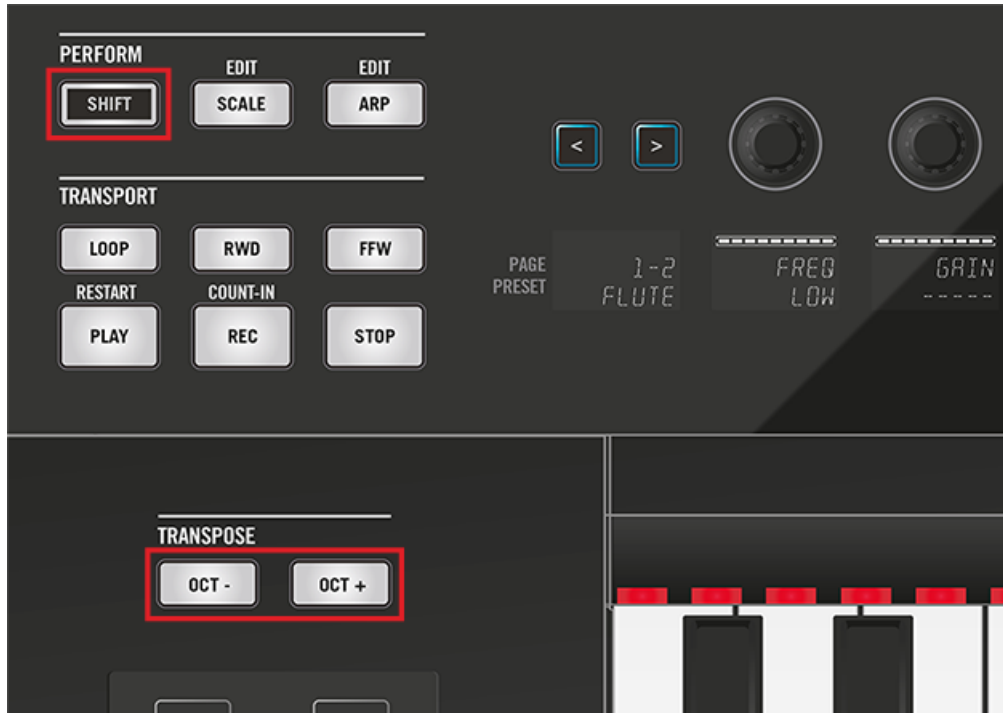 PERFORM
EDIT EDIT
SHIFT SCALE ARP
< >
TRANSPORT
LOOP RWD FFW
PAGE 1-2 FREQ GAIN
PRESET FLUTE LOW -----
RESTART COUNT-IN
PLAY REC STOP
TRANSPOSE
OCT - OCT +